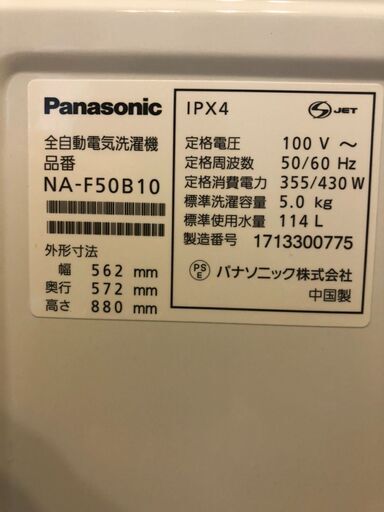 Panasonic
全自動電気洗濯機
品番
NA-F50B10
外形寸法
幅 562 mm
奥行 572 mm
高さ 880 mm
IPX4
S JET
定格電圧 100 V ～
定格周波数 50/60 Hz
定格消費電力 355/430 W
標準洗濯容量 5.0 kg
標準使用水量 114 L
製造番号 1713300775
PS
E
パナソニック株式会社
中国製